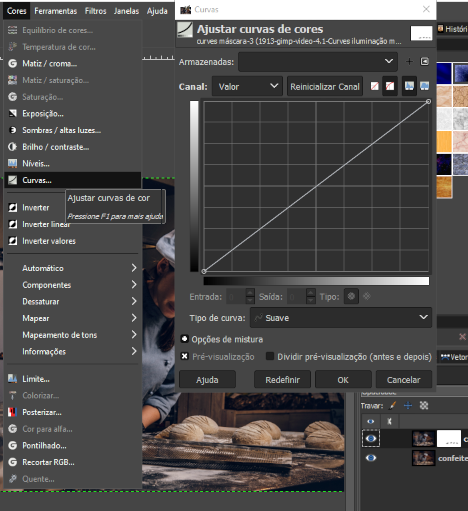 Cores Ferramentas Filtros Janelas Ajuda
Equilíbrio de cores...
Temperatura de cor...
Matiz / croma...
Matiz / saturação...
Saturação...
Exposição...
Sombras / altas luzes...
Brilho / contraste...
Níveis...
Curvas...
Inverter
Inverter linear
Inverter valores
Automático
Componentes
Dessaturar
Mapear
Mapeamento de tons
Informações
Limite...
Colorizar...
Posterizar...
Cor para alfa...
Pontilhado...
Recortar RGB...
Quente...
Ajustar curvas de cor
Pressione F1 para mais ajuda
Curvas
Ajustar curvas de cores
curves máscara-3 (1913-gimp-video-4.1-Curves iluminação m...
Armazenadas:
Canal: Valor Reinicializar Canal
Entrada: 0 Saída: 0 Tipo:
Tipo de curva: Suave
Opções de mistura
Pré-visualização Dividir pré-visualização (antes e depois)
Ajuda Redefinir OK Cancelar
Históri
Vetor
Opacidade
Travar:
c
confeite